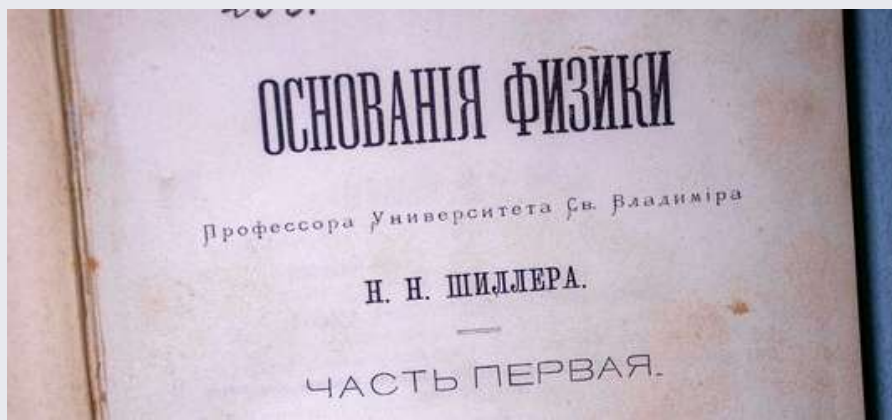 ОСНОВАНІЯ ФИЗИКИ
Профессора Университета Св. Владиміра
Н. Н. ШИЛЛЕРА.
ЧАСТЬ ПЕРВАЯ.